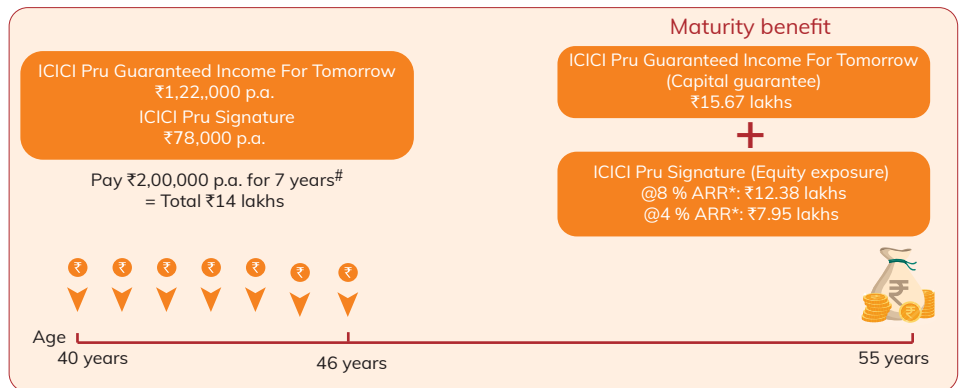 Maturity benefit
ICICI Pru Guaranteed Income For Tomorrow
₹1,22,,000 p.a.
ICICI Pru Signature
₹78,000 p.a.
Pay ₹2,00,000 p.a. for 7 years#
= Total ₹14 lakhs
ICICI Pru Guaranteed Income For Tomorrow
(Capital guarantee)
₹15.67 lakhs
+
ICICI Pru Signature (Equity exposure)
@8 % ARR*: ₹12.38 lakhs
@4 % ARR*: ₹7.95 lakhs
₹ ₹ ₹ ₹ ₹ ₹ ₹
₹
₹
Age
40 years
46 years
55 years